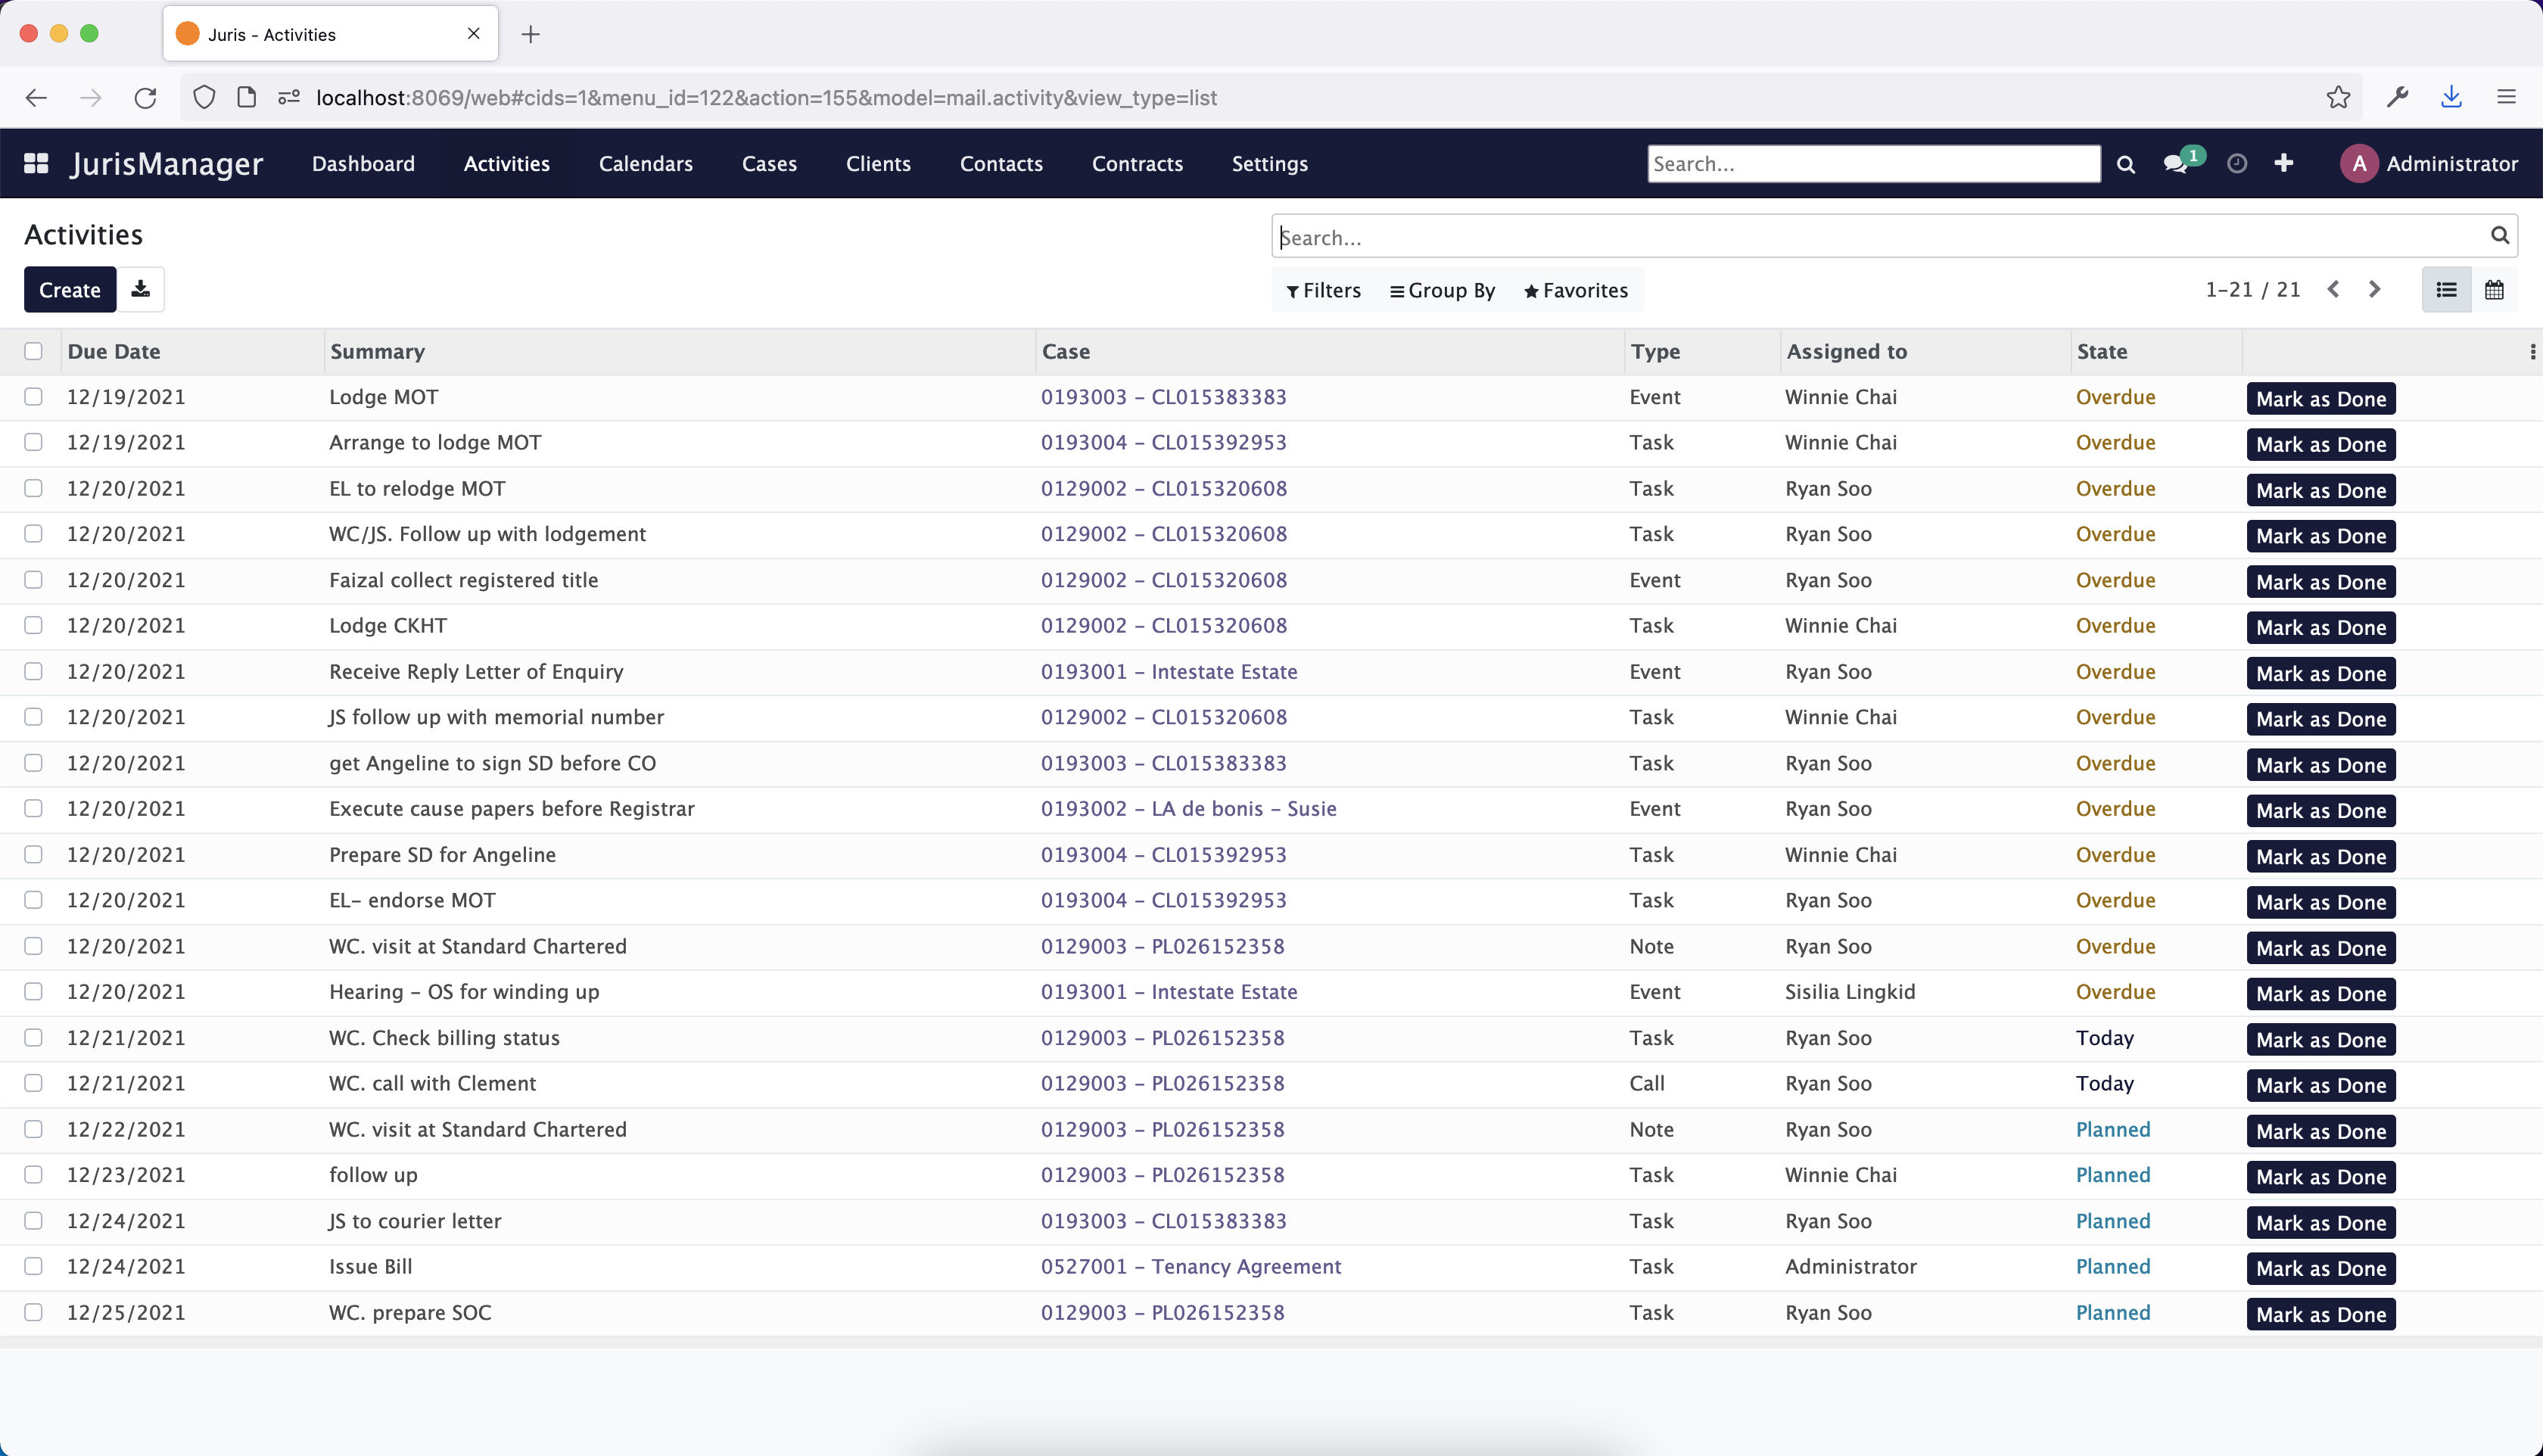 Juris - Activities
localhost:8069/web#cids=1&menu_id=122&action=155&model=mail.activity&view_type=list
JurisManager Dashboard Activities Calendars Cases Clients Contacts Contracts Settings Search... 1 A Administrator
Activities Search...
Create Filters Group By Favorites 1-21 / 21
Due Date Summary Case Type Assigned to State
12/19/2021 Lodge MOT 0193003 - CL015383383 Event Winnie Chai Overdue Mark as Done
12/19/2021 Arrange to lodge MOT 0193004 - CL015392953 Task Winnie Chai Overdue Mark as Done
12/20/2021 EL to relodge MOT 0129002 - CL015320608 Task Ryan Soo Overdue Mark as Done
12/20/2021 WC/JS. Follow up with lodgement 0129002 - CL015320608 Task Ryan Soo Overdue Mark as Done
12/20/2021 Faizal collect registered title 0129002 - CL015320608 Event Ryan Soo Overdue Mark as Done
12/20/2021 Lodge CKHT 0129002 - CL015320608 Task Winnie Chai Overdue Mark as Done
12/20/2021 Receive Reply Letter of Enquiry 0193001 - Intestate Estate Event Ryan Soo Overdue Mark as Done
12/20/2021 JS follow up with memorial number 0129002 - CL015320608 Task Winnie Chai Overdue Mark as Done
12/20/2021 get Angeline to sign SD before CO 0193003 - CL015383383 Task Ryan Soo Overdue Mark as Done
12/20/2021 Execute cause papers before Registrar 0193002 - LA de bonis - Susie Event Ryan Soo Overdue Mark as Done
12/20/2021 Prepare SD for Angeline 0193004 - CL015392953 Task Winnie Chai Overdue Mark as Done
12/20/2021 EL- endorse MOT 0193004 - CL015392953 Task Ryan Soo Overdue Mark as Done
12/20/2021 WC. visit at Standard Chartered 0129003 - PL026152358 Note Ryan Soo Overdue Mark as Done
12/20/2021 Hearing - OS for winding up 0193001 - Intestate Estate Event Sisilia Lingkid Overdue Mark as Done
12/21/2021 WC. Check billing status 0129003 - PL026152358 Task Ryan Soo Today Mark as Done
12/21/2021 WC. call with Clement 0129003 - PL026152358 Call Ryan Soo Today Mark as Done
12/22/2021 WC. visit at Standard Chartered 0129003 - PL026152358 Note Ryan Soo Planned Mark as Done
12/23/2021 follow up 0129003 - PL026152358 Task Winnie Chai Planned Mark as Done
12/24/2021 JS to courier letter 0193003 - CL015383383 Task Ryan Soo Planned Mark as Done
12/24/2021 Issue Bill 0527001 - Tenancy Agreement Task Administrator Planned Mark as Done
12/25/2021 WC. prepare SOC 0129003 - PL026152358 Task Ryan Soo Planned Mark as Done